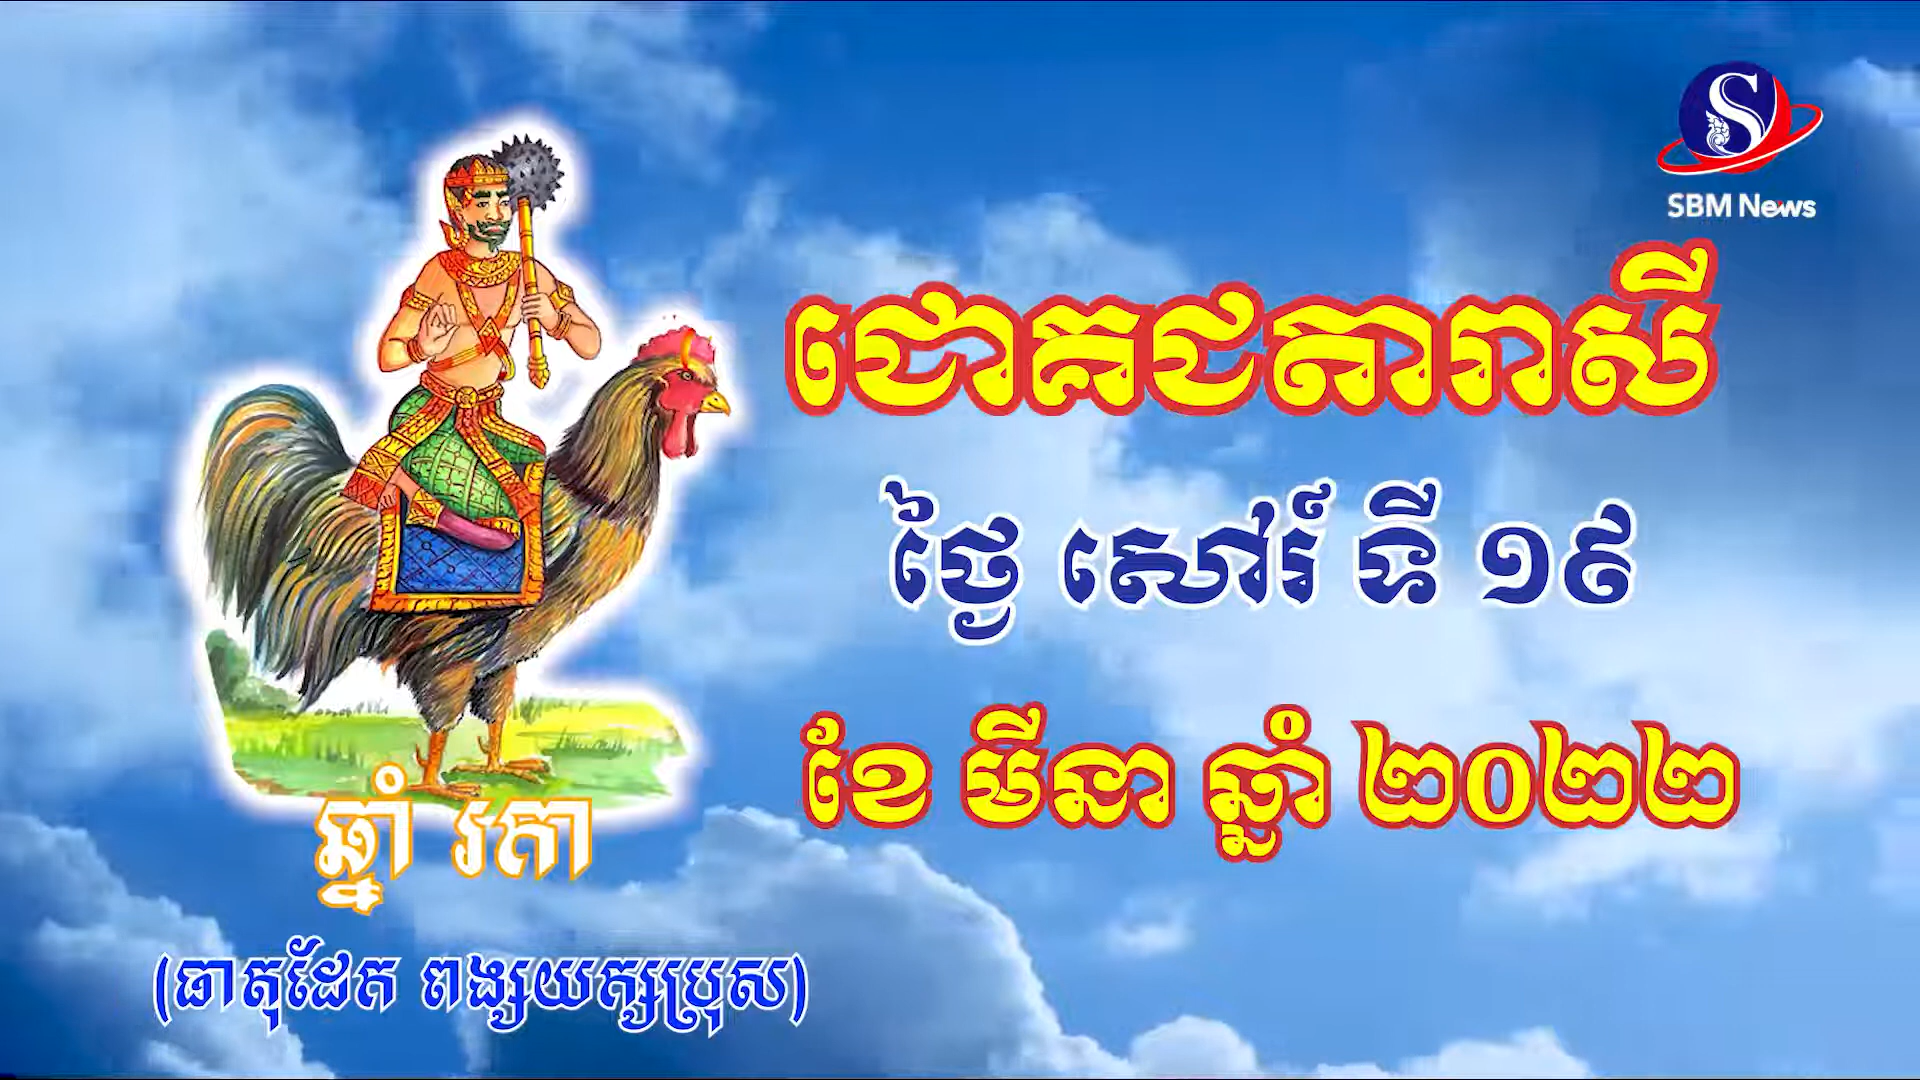 SBM News
ជោគជតារាសី
ថ្ងៃ សៅរ៍ ទី ១៩
ខែ មីនា ឆ្នាំ ២០២២
ឆ្នាំ រកា
(ធាតុដែក ពង្សយក្សប្រុស)